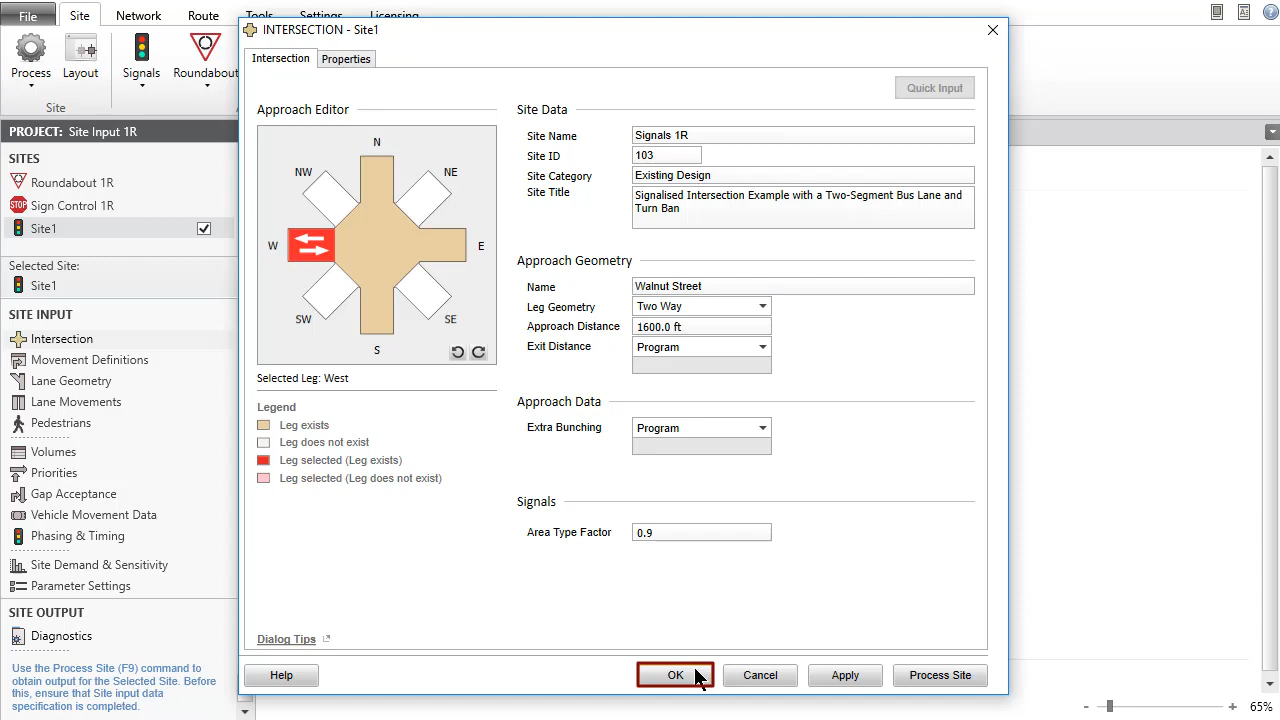 File
Site
Network
Route
Tools
Settings
Licensing
Process
Layout
Signals
Roundabout
Site
PROJECT: Site Input 1R
SITES
Roundabout 1R
STOP
Sign Control 1R
Site1
Selected Site:
Site1
SITE INPUT
Intersection
Movement Definitions
Lane Geometry
Lane Movements
Pedestrians
Volumes
Priorities
Gap Acceptance
Vehicle Movement Data
Phasing & Timing
Site Demand & Sensitivity
Parameter Settings
SITE OUTPUT
Diagnostics
Use the Process Site (F9) command to
obtain output for the Selected Site. Before
this, ensure that Site input data
specification is completed.
INTERSECTION - Site1
Intersection
Properties
Quick Input
Approach Editor
N
NW
NE
W
E
SW
SE
S
Selected Leg: West
Legend
Leg exists
Leg does not exist
Leg selected (Leg exists)
Leg selected (Leg does not exist)
Site Data
Site Name
Signals 1R
Site ID
103
Site Category
Existing Design
Site Title
Signalised Intersection Example with a Two-Segment Bus Lane and
Turn Ban
Approach Geometry
Name
Walnut Street
Leg Geometry
Two Way
Approach Distance
1600.0 ft
Exit Distance
Program
Approach Data
Extra Bunching
Program
Signals
Area Type Factor
0.9
Dialog Tips
Help
OK
Cancel
Apply
Process Site
65%